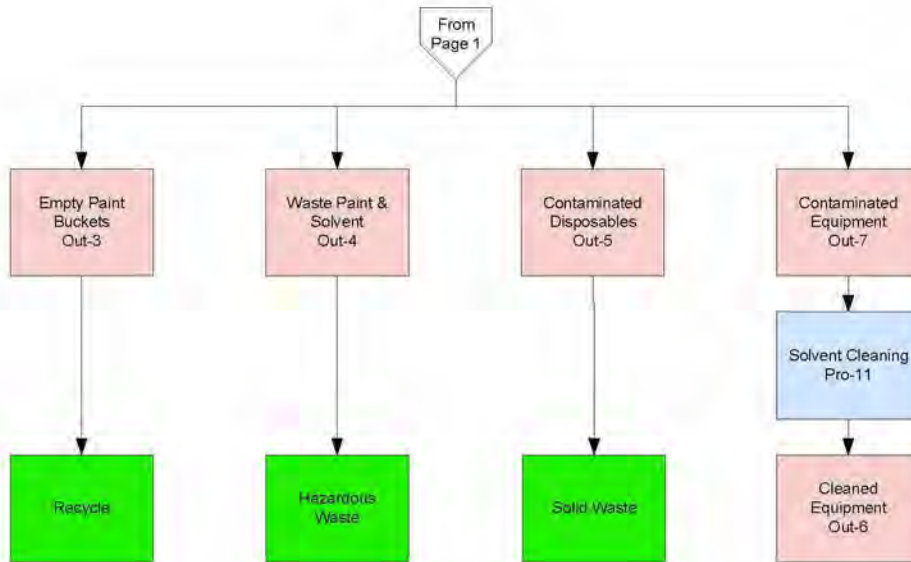 From
Page 1
Empty Paint
Buckets
Out-3
Waste Paint &
Solvent
Out-4
Contaminated
Disposables
Out-5
Contaminated
Equipment
Out-7
Solvent Cleaning
Pro-11
Recycle
Hazardous
Waste
Solid Waste
Cleaned
Equipment
Out-6